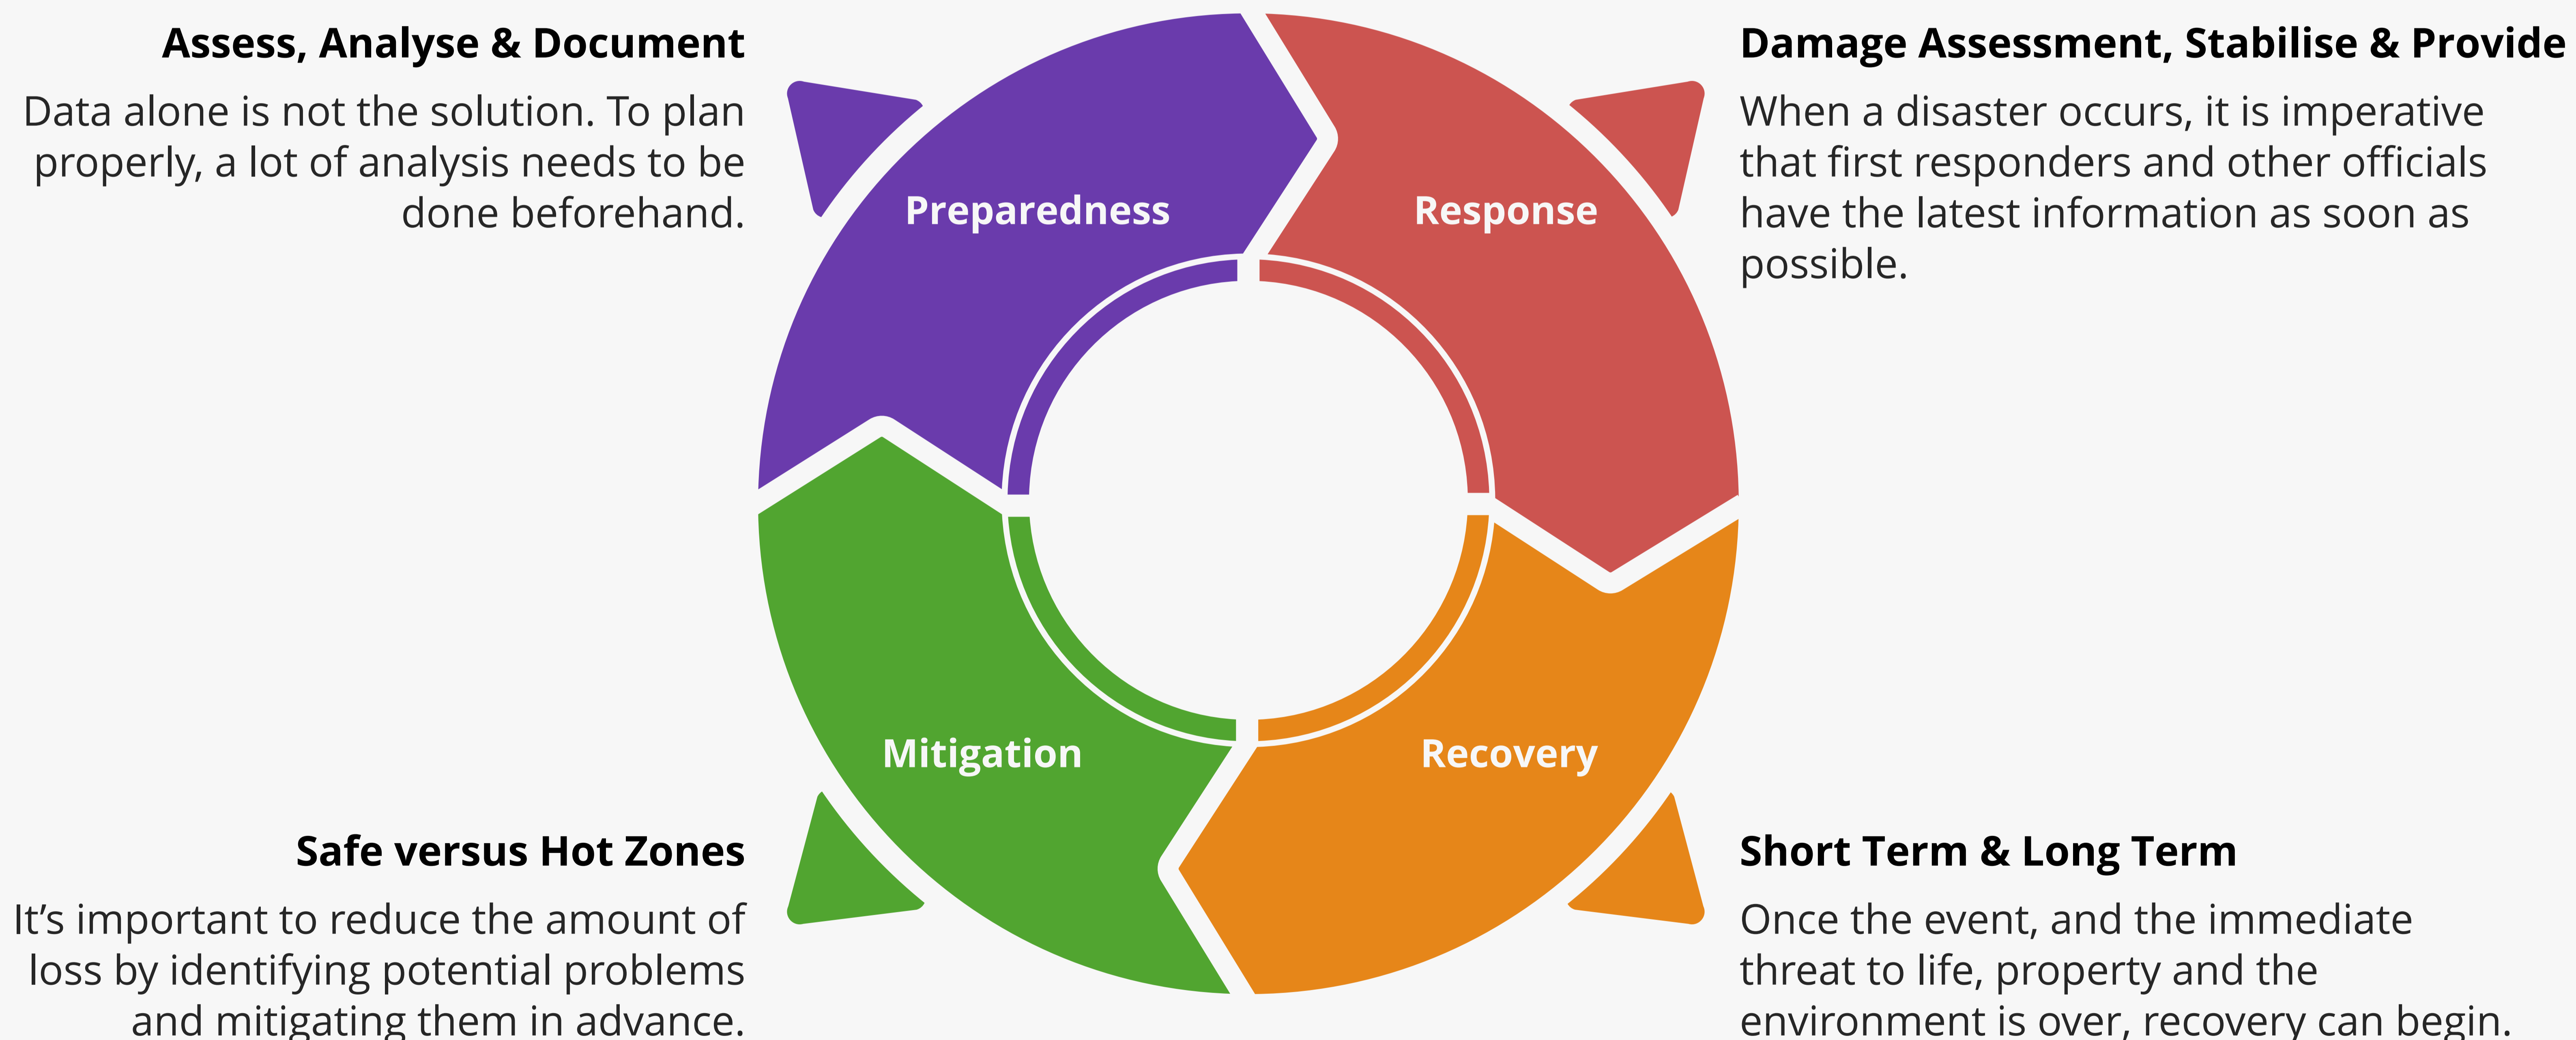 Assess, Analyse & Document
Data alone is not the solution. To plan
properly, a lot of analysis needs to be
done beforehand.
Damage Assessment, Stabilise & Provide
When a disaster occurs, it is imperative
that first responders and other officials
have the latest information as soon as
possible.
Preparedness
Response
Mitigation
Recovery
Safe versus Hot Zones
It’s important to reduce the amount of
loss by identifying potential problems
and mitigating them in advance.
Short Term & Long Term
Once the event, and the immediate
threat to life, property and the
environment is over, recovery can begin.